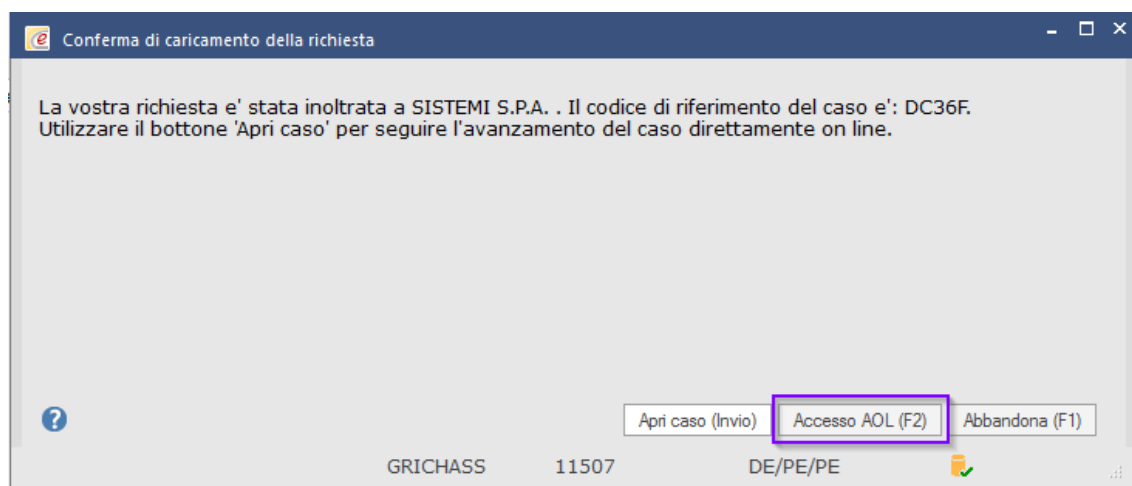 Conferma di caricamento della richiesta
La vostra richiesta e' stata inoltrata a SISTEMI S.P.A. . Il codice di riferimento del caso e': DC36F.
Utilizzare il bottone 'Apri caso' per seguire l'avanzamento del caso direttamente on line.
Apri caso (Invio) Accesso AOL (F2) Abbandona (F1)
GRICHASS 11507 DE/PE/PE